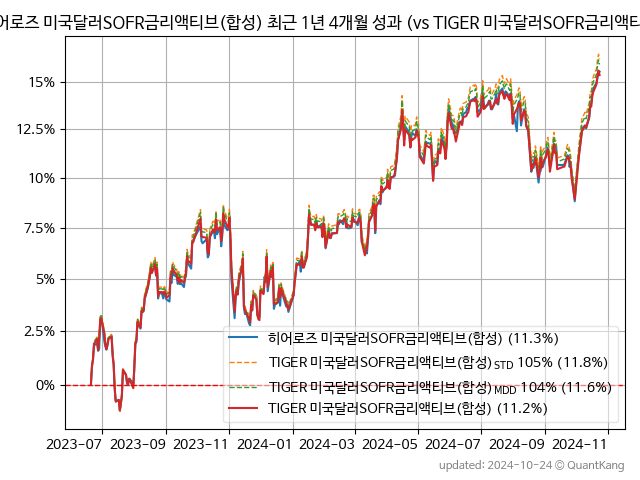 어로즈 미국달러SOFR금리액티브(합성) 최근 1년 4개월 성과 (vs TIGER 미국달러SOFR금리액티
15%
12.5%
10%
7.5%
5%
2.5%
0%
히어로즈 미국달러SOFR금리액티브(합성) (11.3%)
TIGER 미국달러SOFR금리액티브(합성) STD 105% (11.8%)
TIGER 미국달러SOFR금리액티브(합성) MDD 104% (11.6%)
TIGER 미국달러SOFR금리액티브(합성) (11.2%)
2023-07 2023-09 2023-11 2024-01 2024-03 2024-05 2024-07 2024-09 2024-11
updated: 2024-10-24 © QuantKang